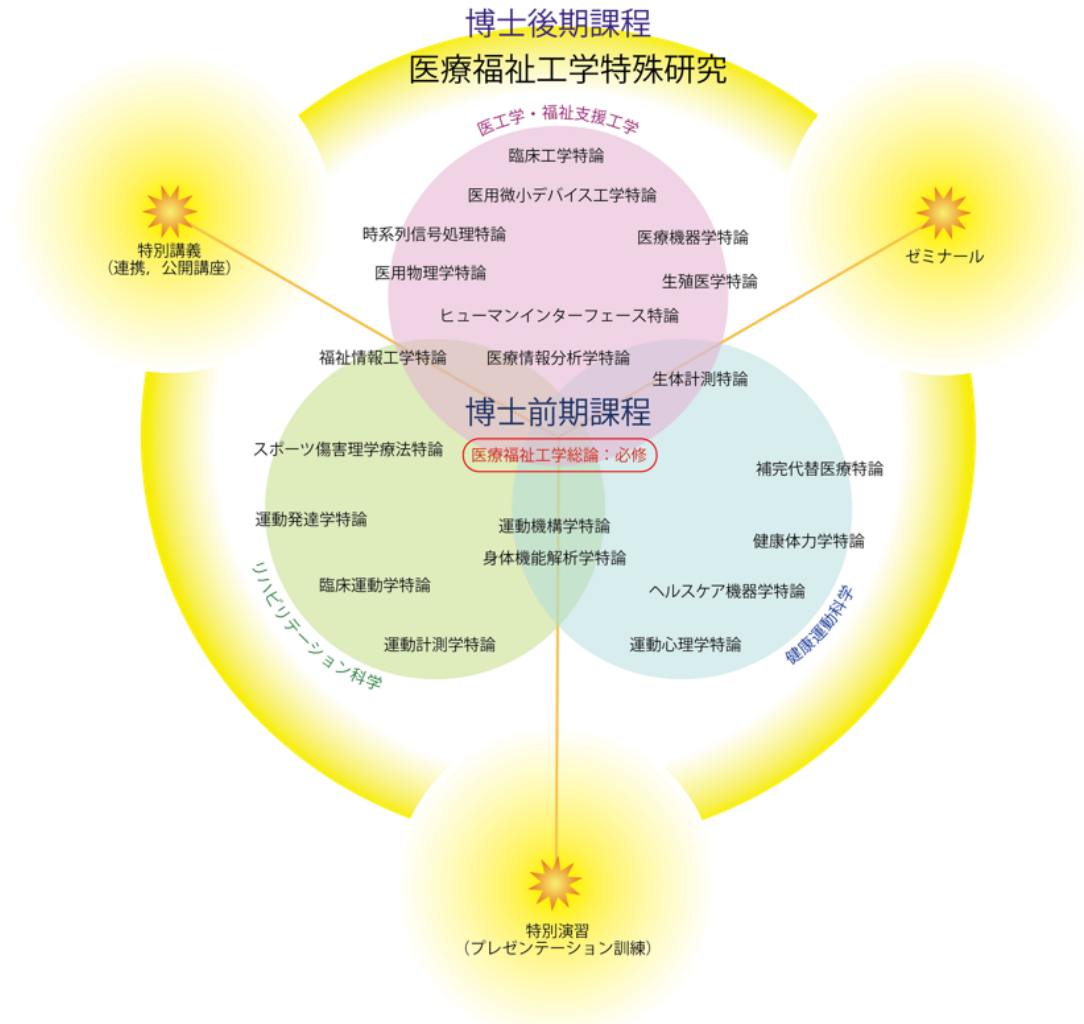 博士後期課程
医療福祉工学特殊研究
医工学・福祉支援工学
臨床工学特論
医用微小デバイス工学特論
時系列信号処理特論
医療機器学特論
医用物理学特論
生殖医学特論
ヒューマンインターフェース特論
福祉情報工学特論
医療情報分析学特論
生体計測特論
特別講義
（連携，公開講座）
ゼミナール
博士前期課程
医療福祉工学総論：必修
スポーツ傷害理学療法特論
補完代替医療特論
運動発達学特論
運動機構学特論
健康体力学特論
身体機能解析学特論
臨床運動学特論
ヘルスケア機器学特論
運動計測学特論
運動心理学特論
リハビリテーション科学
健康運動科学
特別演習
（プレゼンテーション訓練）